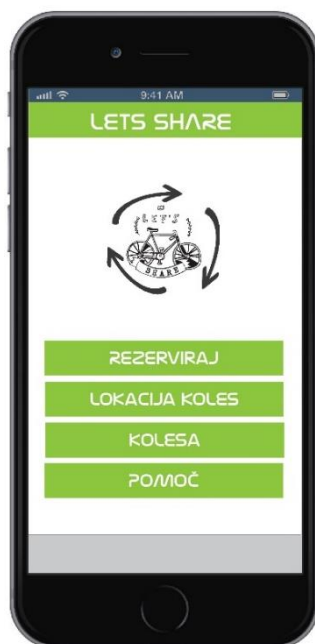 9:41 AM
LETS SHARE
LET'S
SHARE
REZERVIRAJ
LOKACIJA KOLES
KOLESA
POMOČ